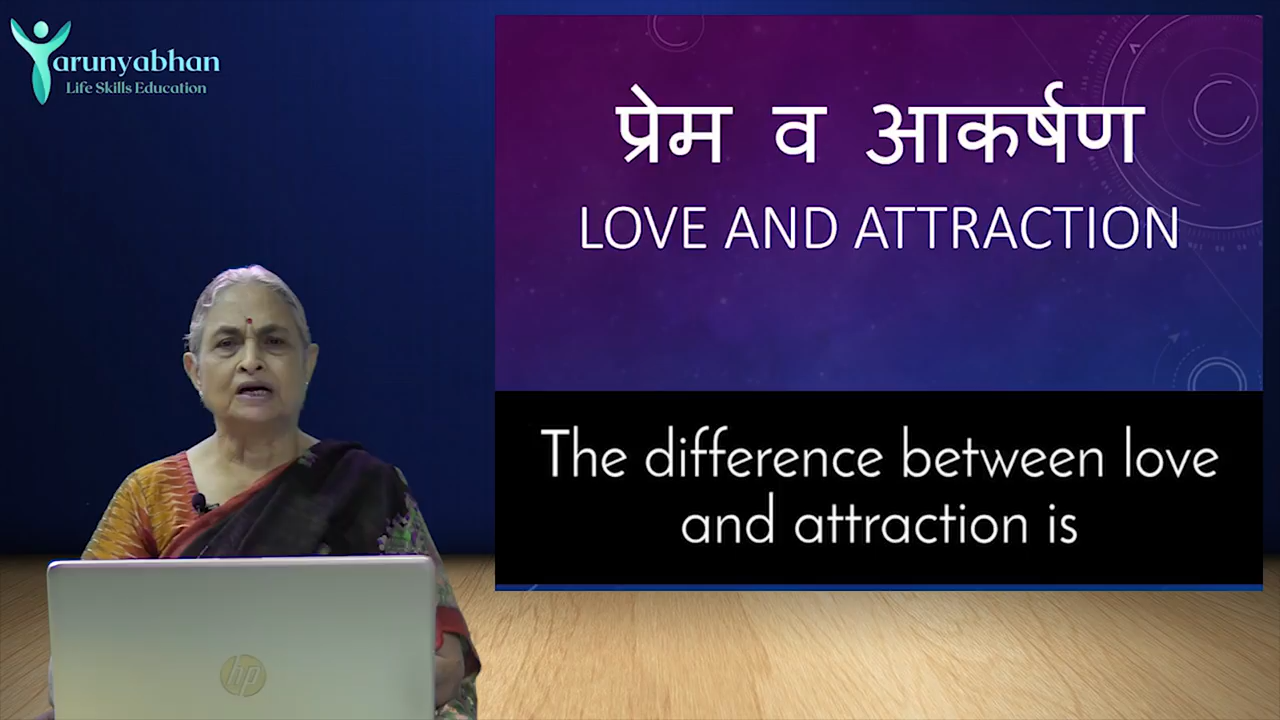 Tarunyabhan
Life Skills Education
प्रेम व आकर्षण
LOVE AND ATTRACTION
The difference between love
and attraction is
hp